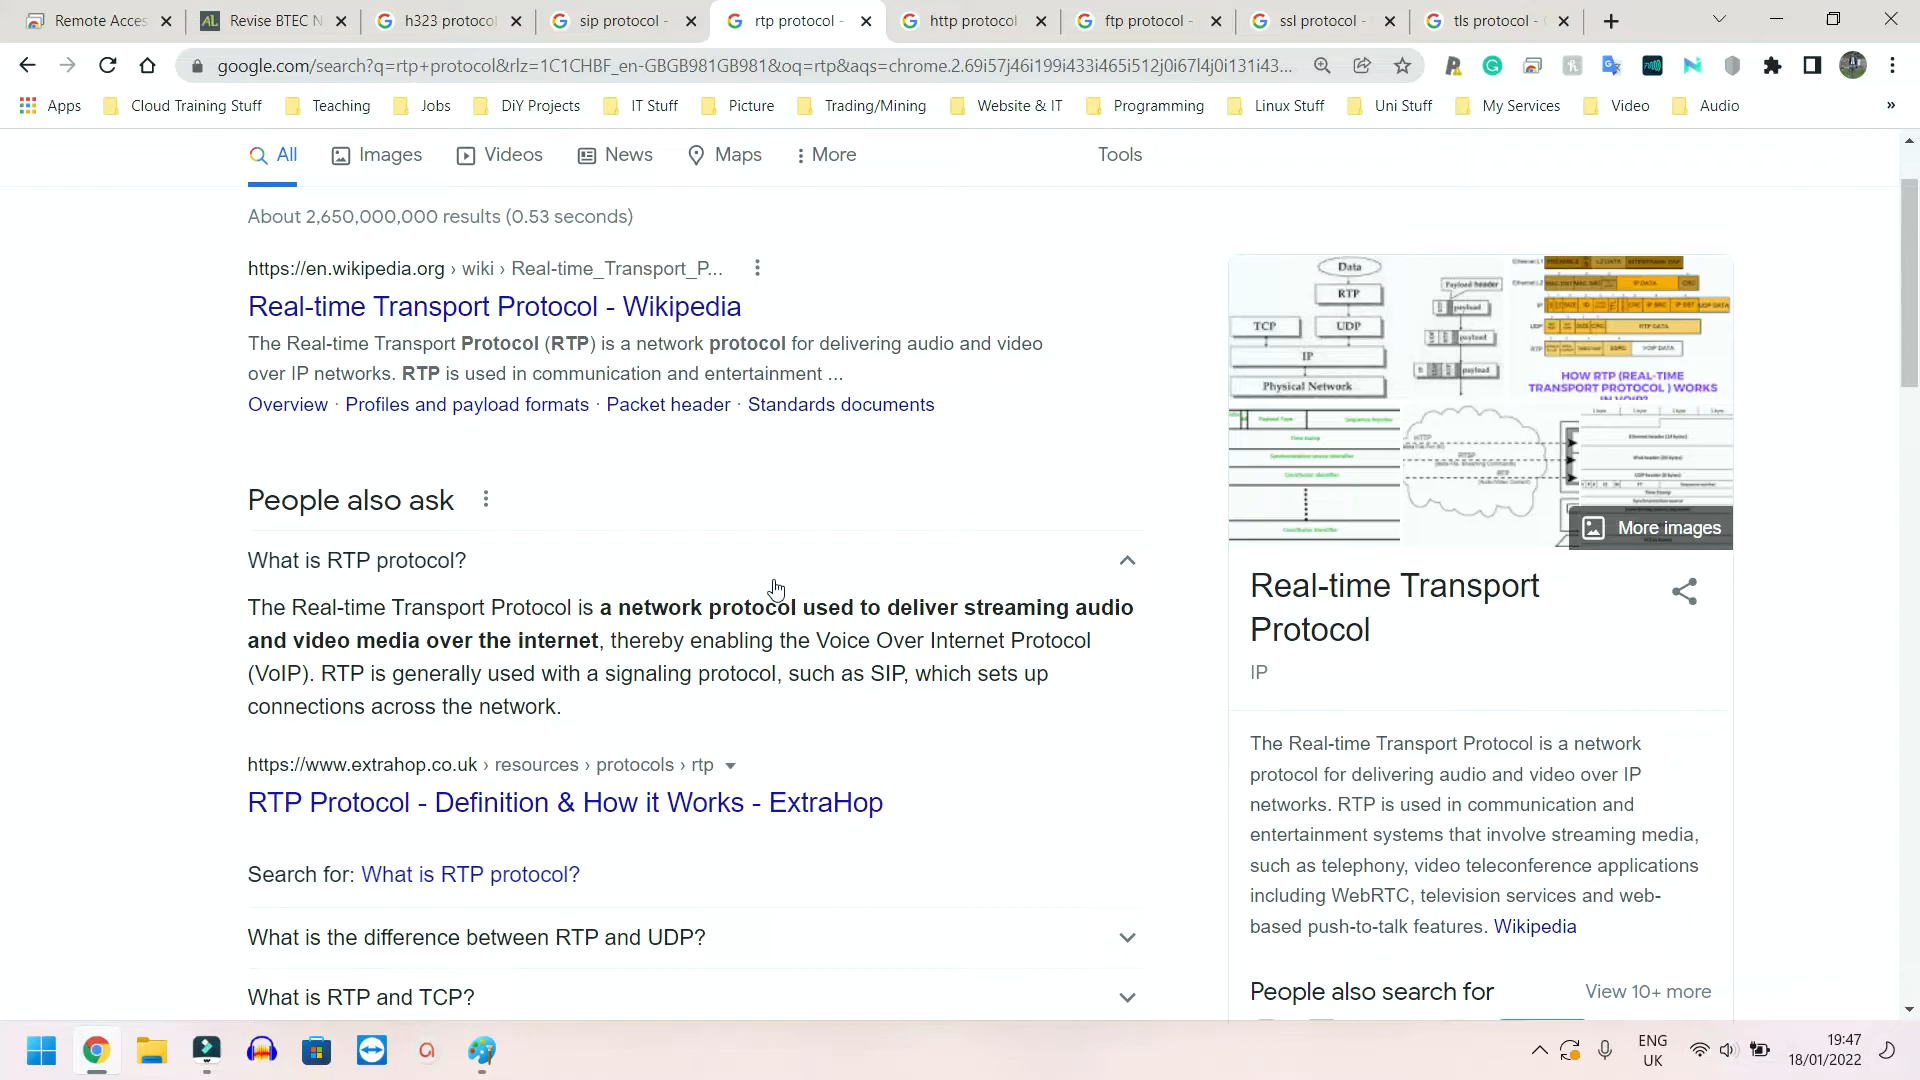 Remote Acces
Revise BTEC N
h323 protoco
sip protocol -
rtp protocol -
http protocol
ftp protocol -
ssl protocol -
tls protocol -
google.com/search?q=rtp+protocol&rlz=1C1CHBF_en-GBGB981GB981&oq=rtp&aqs=chrome.2.69i57j46i199i433i465i512j0i67l4j0i131i43...
Apps
Cloud Training Stuff
Teaching
Jobs
DiY Projects
IT Stuff
Picture
Trading/Mining
Website & IT
Programming
Linux Stuff
Uni Stuff
My Services
Video
Audio
»
All
Images
Videos
News
Maps
More
Tools
About 2,650,000,000 results (0.53 seconds)
https://en.wikipedia.org › wiki › Real-time_Transport_P...
Real-time Transport Protocol - Wikipedia
The Real-time Transport Protocol (RTP) is a network protocol for delivering audio and video
over IP networks. RTP is used in communication and entertainment ...
Overview · Profiles and payload formats · Packet header · Standards documents
People also ask
What is RTP protocol?
The Real-time Transport Protocol is a network protocol used to deliver streaming audio
and video media over the internet, thereby enabling the Voice Over Internet Protocol
(VoIP). RTP is generally used with a signaling protocol, such as SIP, which sets up
connections across the network.
https://www.extrahop.co.uk › resources › protocols › rtp
RTP Protocol - Definition & How it Works - ExtraHop
Search for: What is RTP protocol?
What is the difference between RTP and UDP?
What is RTP and TCP?
Data
RTP
TCP
UDP
IP
Physical Network
Payload header
payload
payload
payload
HOW RTP (REAL-TIME
TRANSPORT PROTOCOL ) WORKS
IN VOIP?
More images
Real-time Transport
Protocol
IP
The Real-time Transport Protocol is a network
protocol for delivering audio and video over IP
networks. RTP is used in communication and
entertainment systems that involve streaming media,
such as telephony, video teleconference applications
including WebRTC, television services and web-
based push-to-talk features. Wikipedia
People also search for
View 10+ more
ENG
UK
19:47
18/01/2022